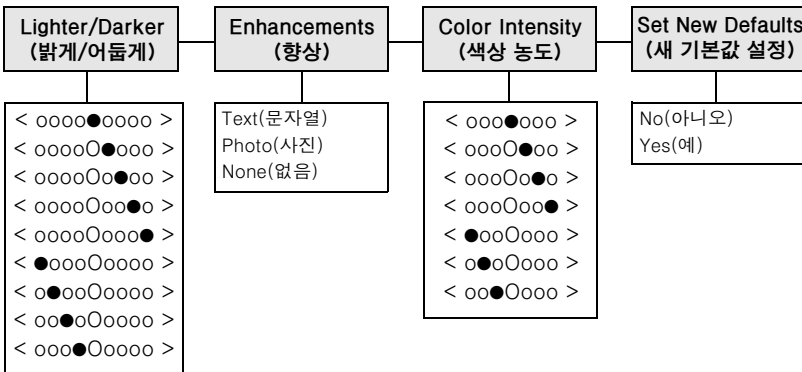 Lighter/Darker
(밝게/어둡게)
< oooo●oooo >
< ooooO●ooo >
< ooooOo●oo >
< ooooOoo●o >
< ooooOooo● >
< ●oooOoooo >
< o●ooOoooo >
< oo●oOoooo >
< ooo●Ooooo >
Enhancements
(향상)
Text(문자열)
Photo(사진)
None(없음)
Color Intensity
(색상 농도)
< ooo●ooo >
< oooO●oo >
< oooOo●o >
< oooOoo● >
< ●ooOooo >
< o●oOooo >
< oo●Oooo >
Set New Defaults
(새 기본값 설정)
No(아니오)
Yes(예)